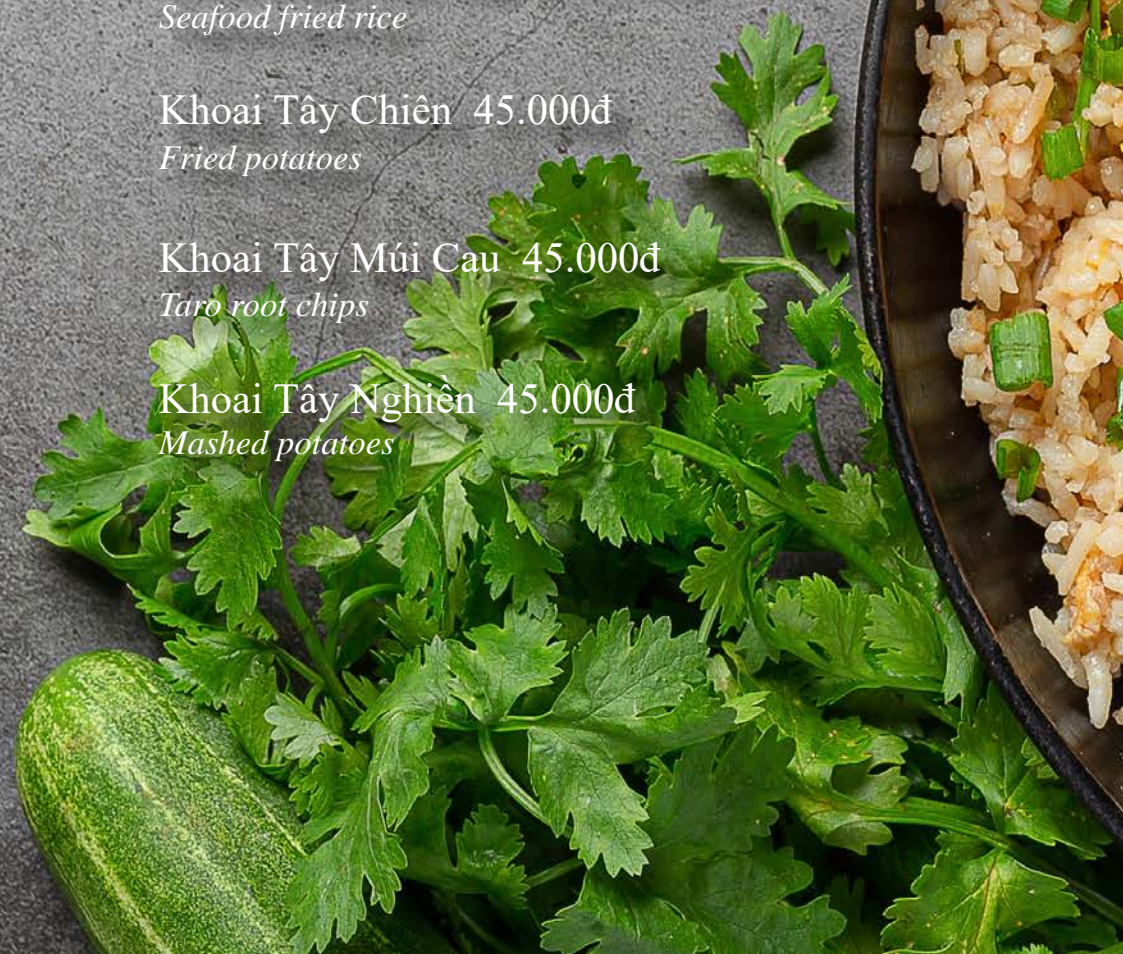 Seafood fried rice
Khoai Tây Chiên 45.000đ
Fried potatoes
Khoai Tây Múi Cau 45.000đ
Taro root chips
Khoai Tây Nghiền 45.000đ
Mashed potatoes